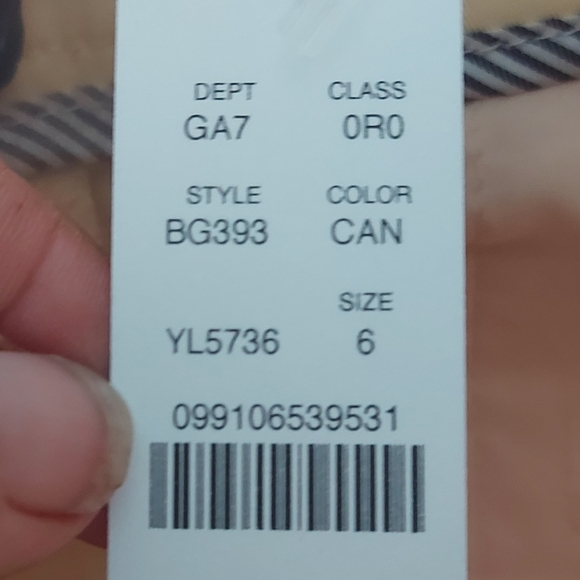 DEPT CLASS
GA7 0R0
STYLE COLOR
BG393 CAN
SIZE
YL5736 6
099106539531